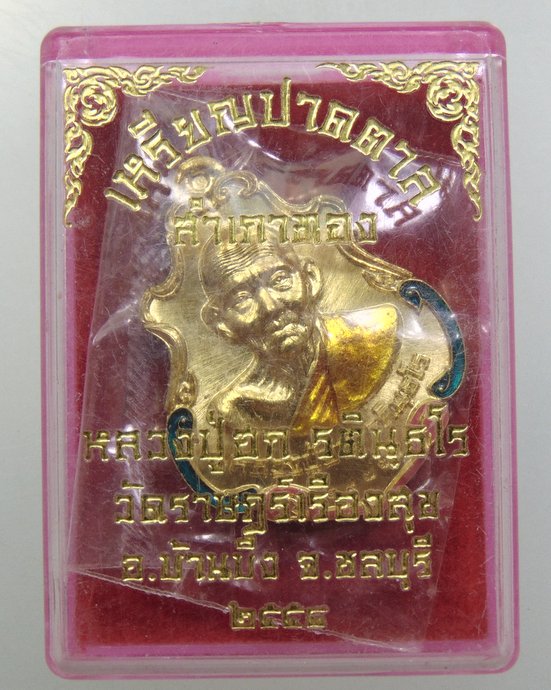 เหรียญปาดตาล
สำเภาทอง
หลวงปู่ฮก รตินฺธโร
วัดราษฎร์เรืองสุข
อ.บ้านบึง จ.ชลบุรี
๒๕๕๔